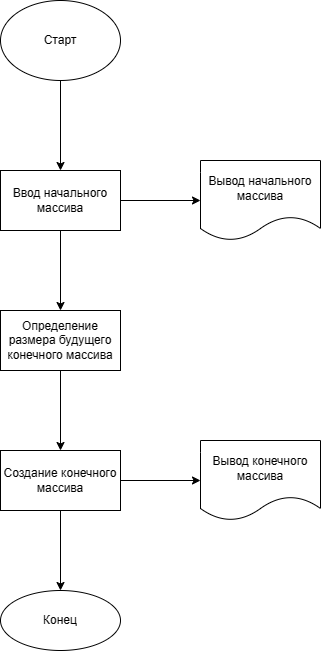 Старт
Ввод начального
массива
Вывод начального
массива
Определение
размера будущего
конечного массива
Создание конечного
массива
Вывод конечного
массива
Конец